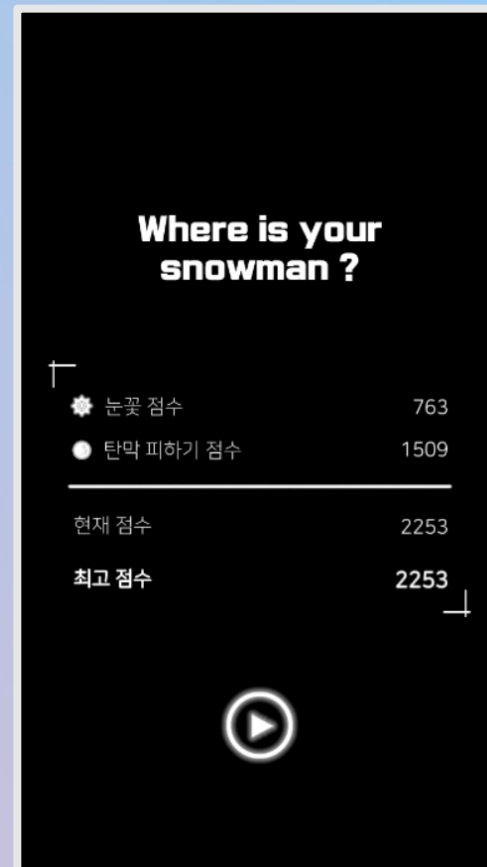 Where is your
snowman ?
눈꽃 점수 763
탄막 피하기 점수 1509
현재 점수 2253
최고 점수 2253